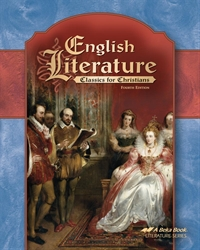 English
Literature
Classics for Christians
Fourth Edition
A Beka Book
LITERATURE SERIES